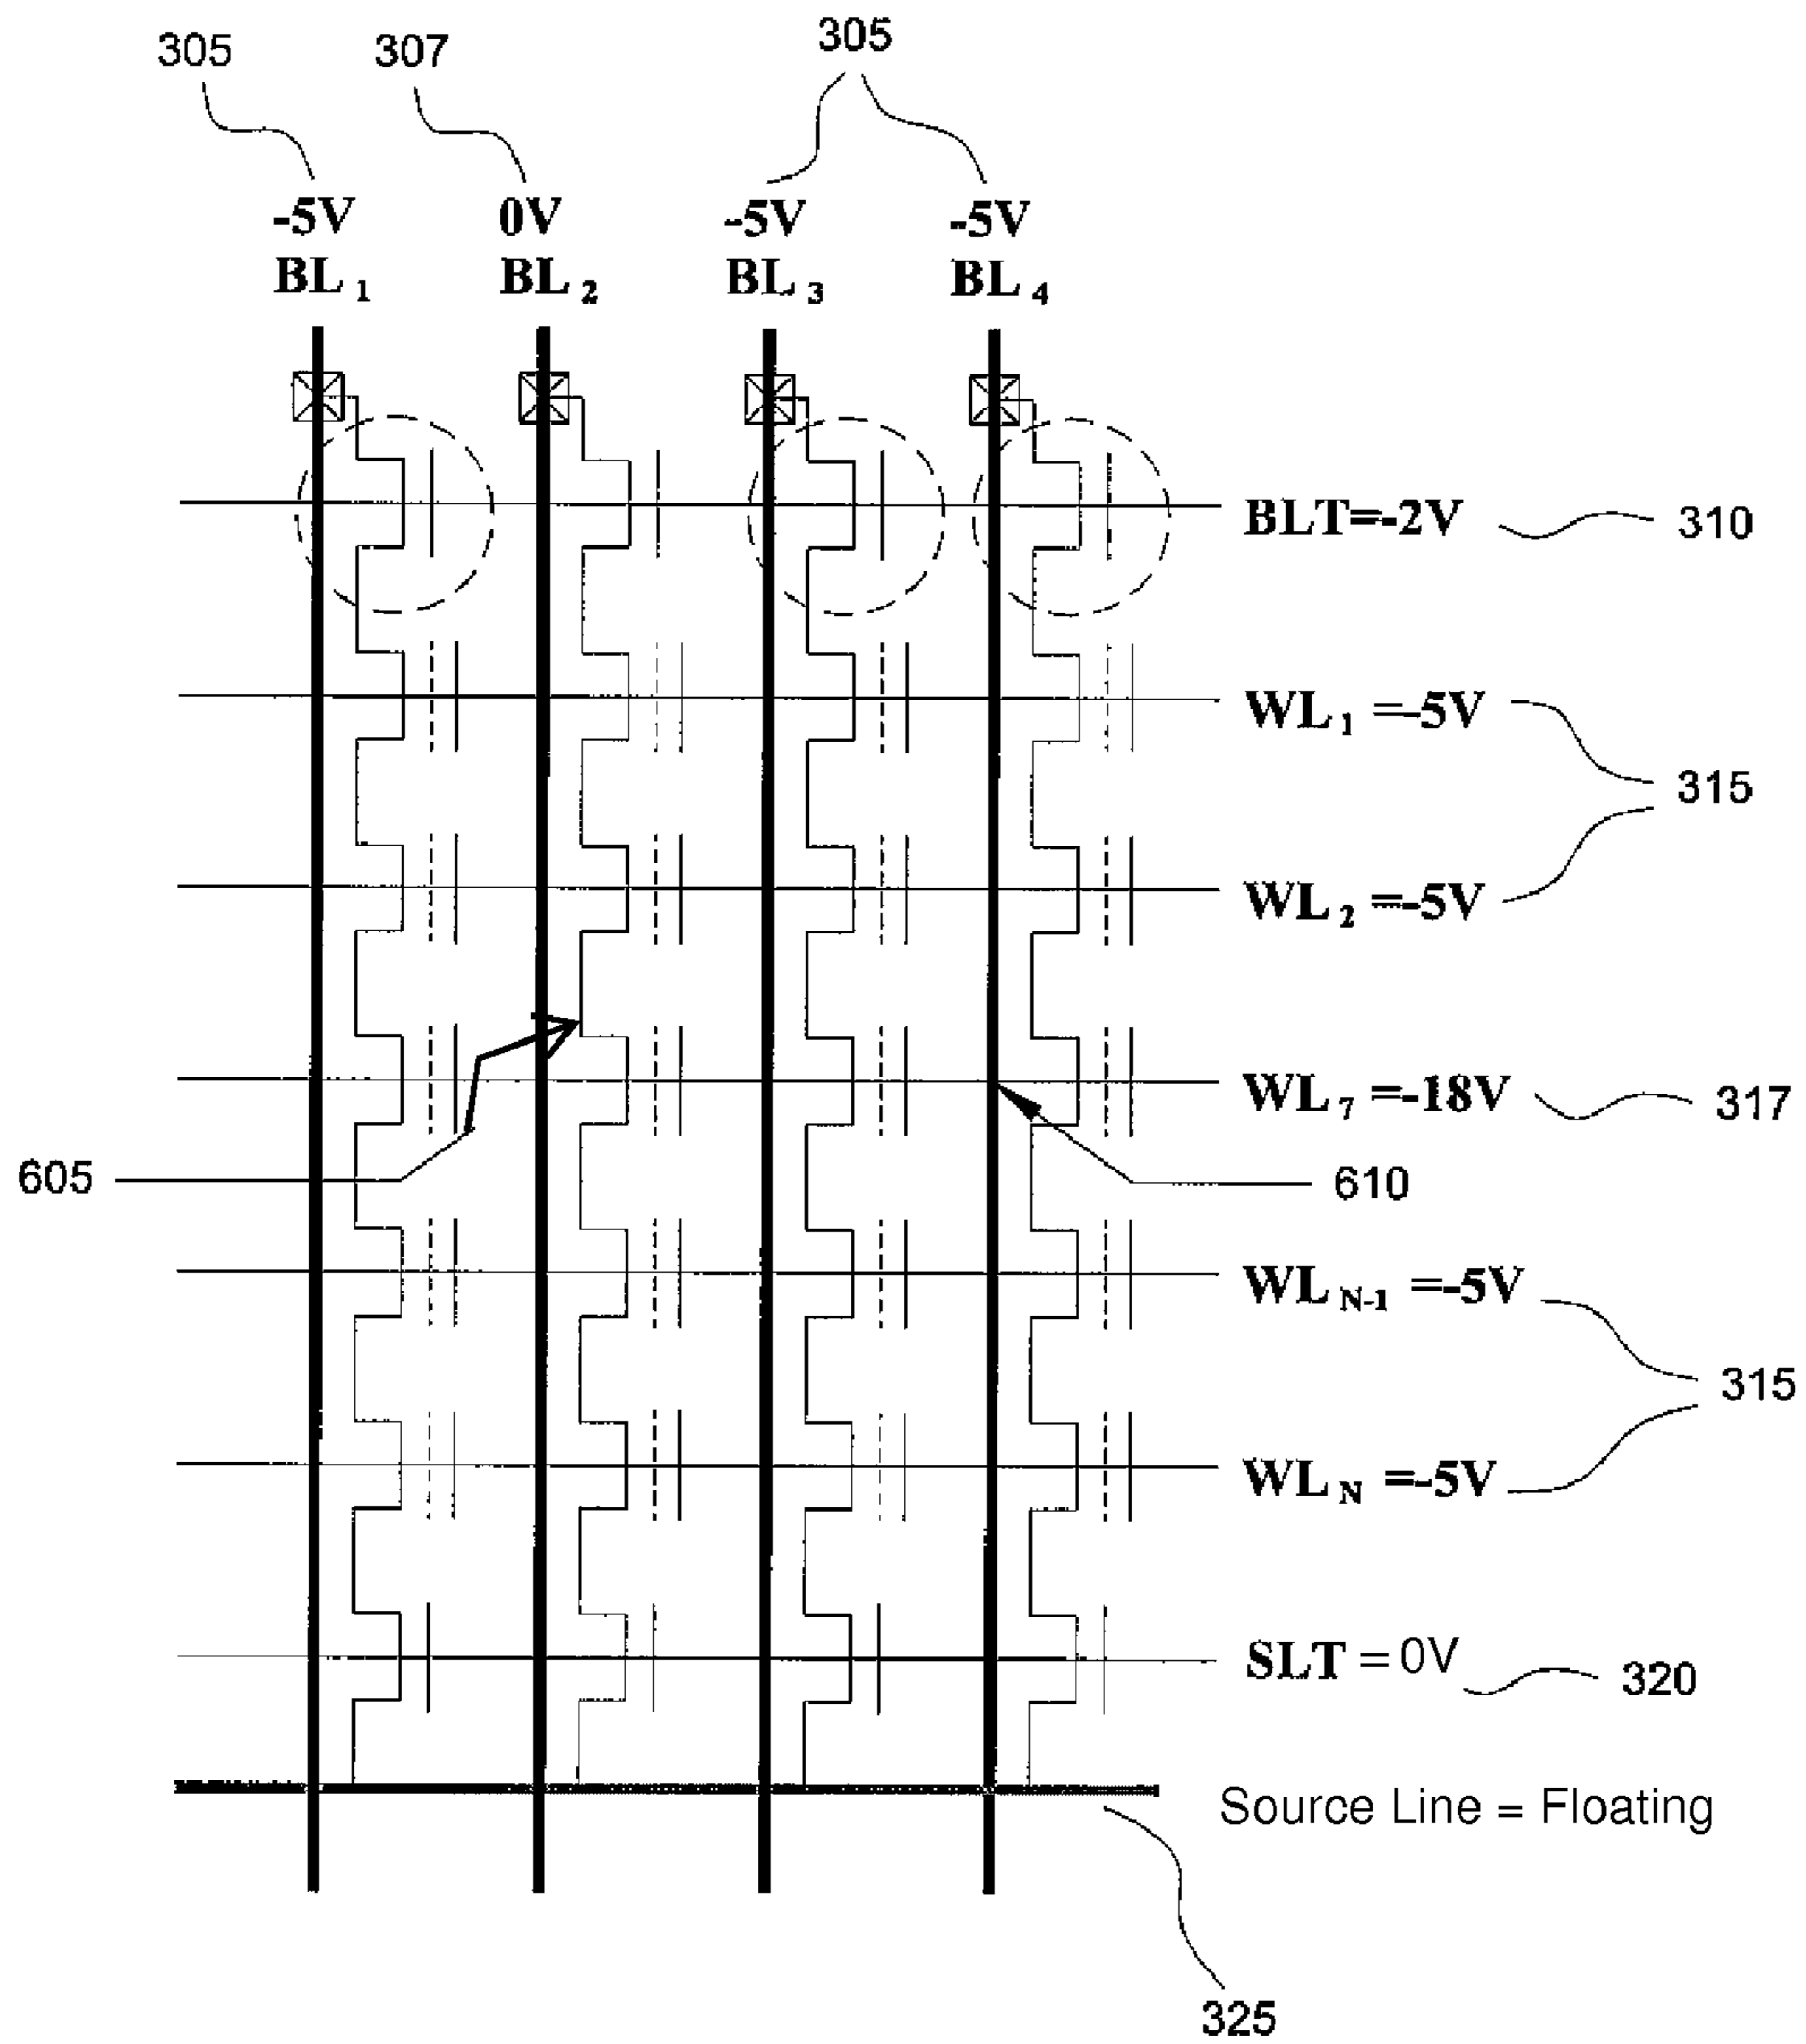 305 307 305
-5V 0V -5V -5V
BL1 BL2 BL3 BL4
BLT=-2V 310
WL1 =-5V
315
WL2 =-5V
WL7 =-18V 317
605 610
WLN-1 =-5V
315
WLN =-5V
SLT = 0V 320
Source Line = Floating
325